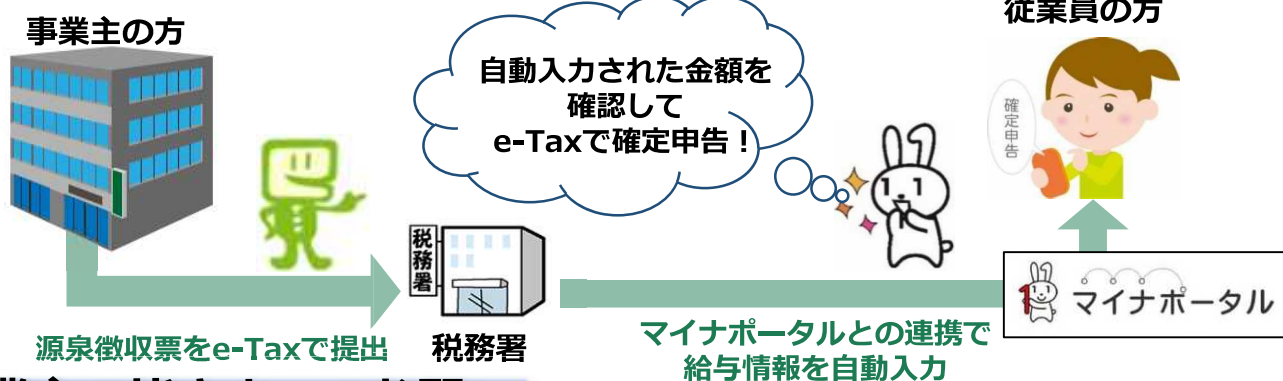 事業主の方
従業員の方
自動入力された金額を
確認して
e-Taxで確定申告！
確定申告
税務署
マイナポータル
源泉徴収票をe-Taxで提出
税務署
マイナポータルとの連携で
給与情報を自動入力